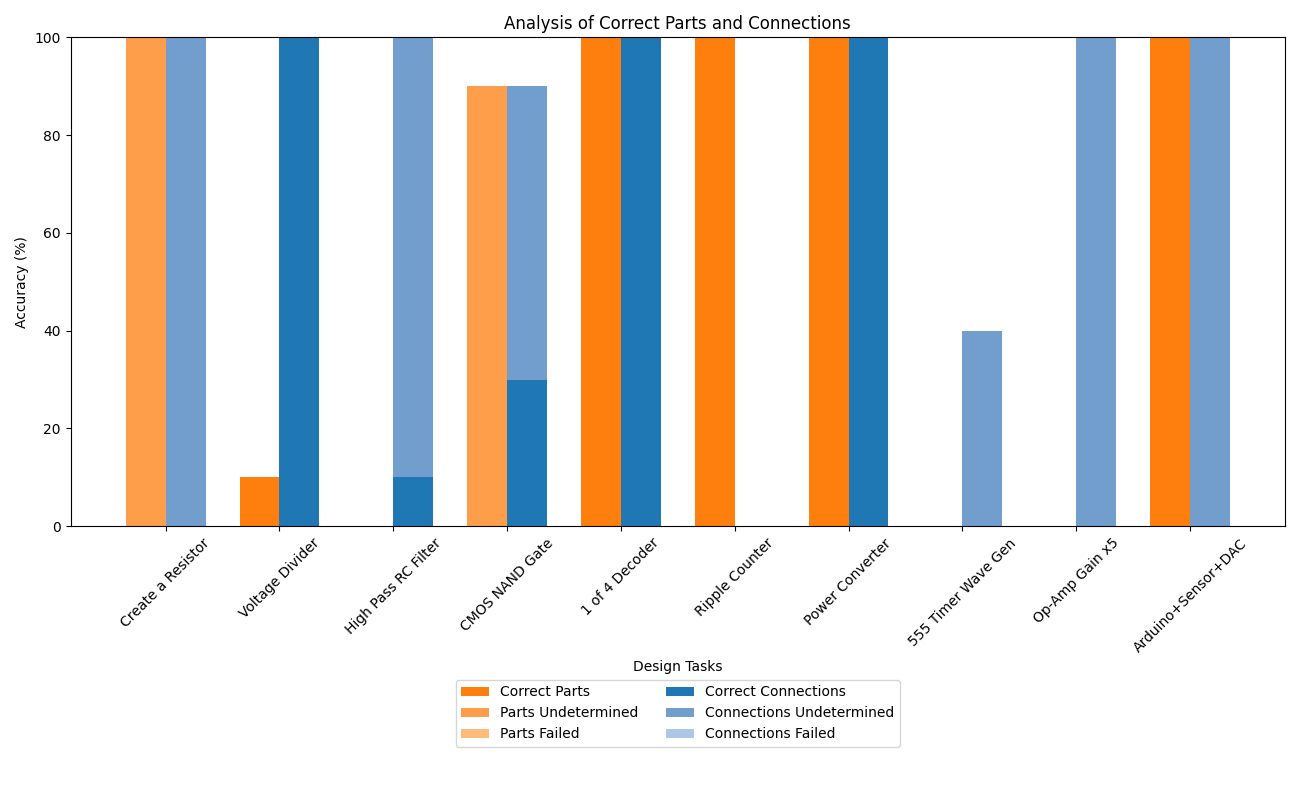 Analysis of Correct Parts and Connections
100
80
60
40
20
0
Accuracy (%)
Create a Resistor
Voltage Divider
High Pass RC Filter
CMOS NAND Gate
1 of 4 Decoder
Ripple Counter
Power Converter
555 Timer Wave Gen
Op-Amp Gain x5
Arduino+Sensor+DAC
Design Tasks
Correct Parts
Parts Undetermined
Parts Failed
Correct Connections
Connections Undetermined
Connections Failed